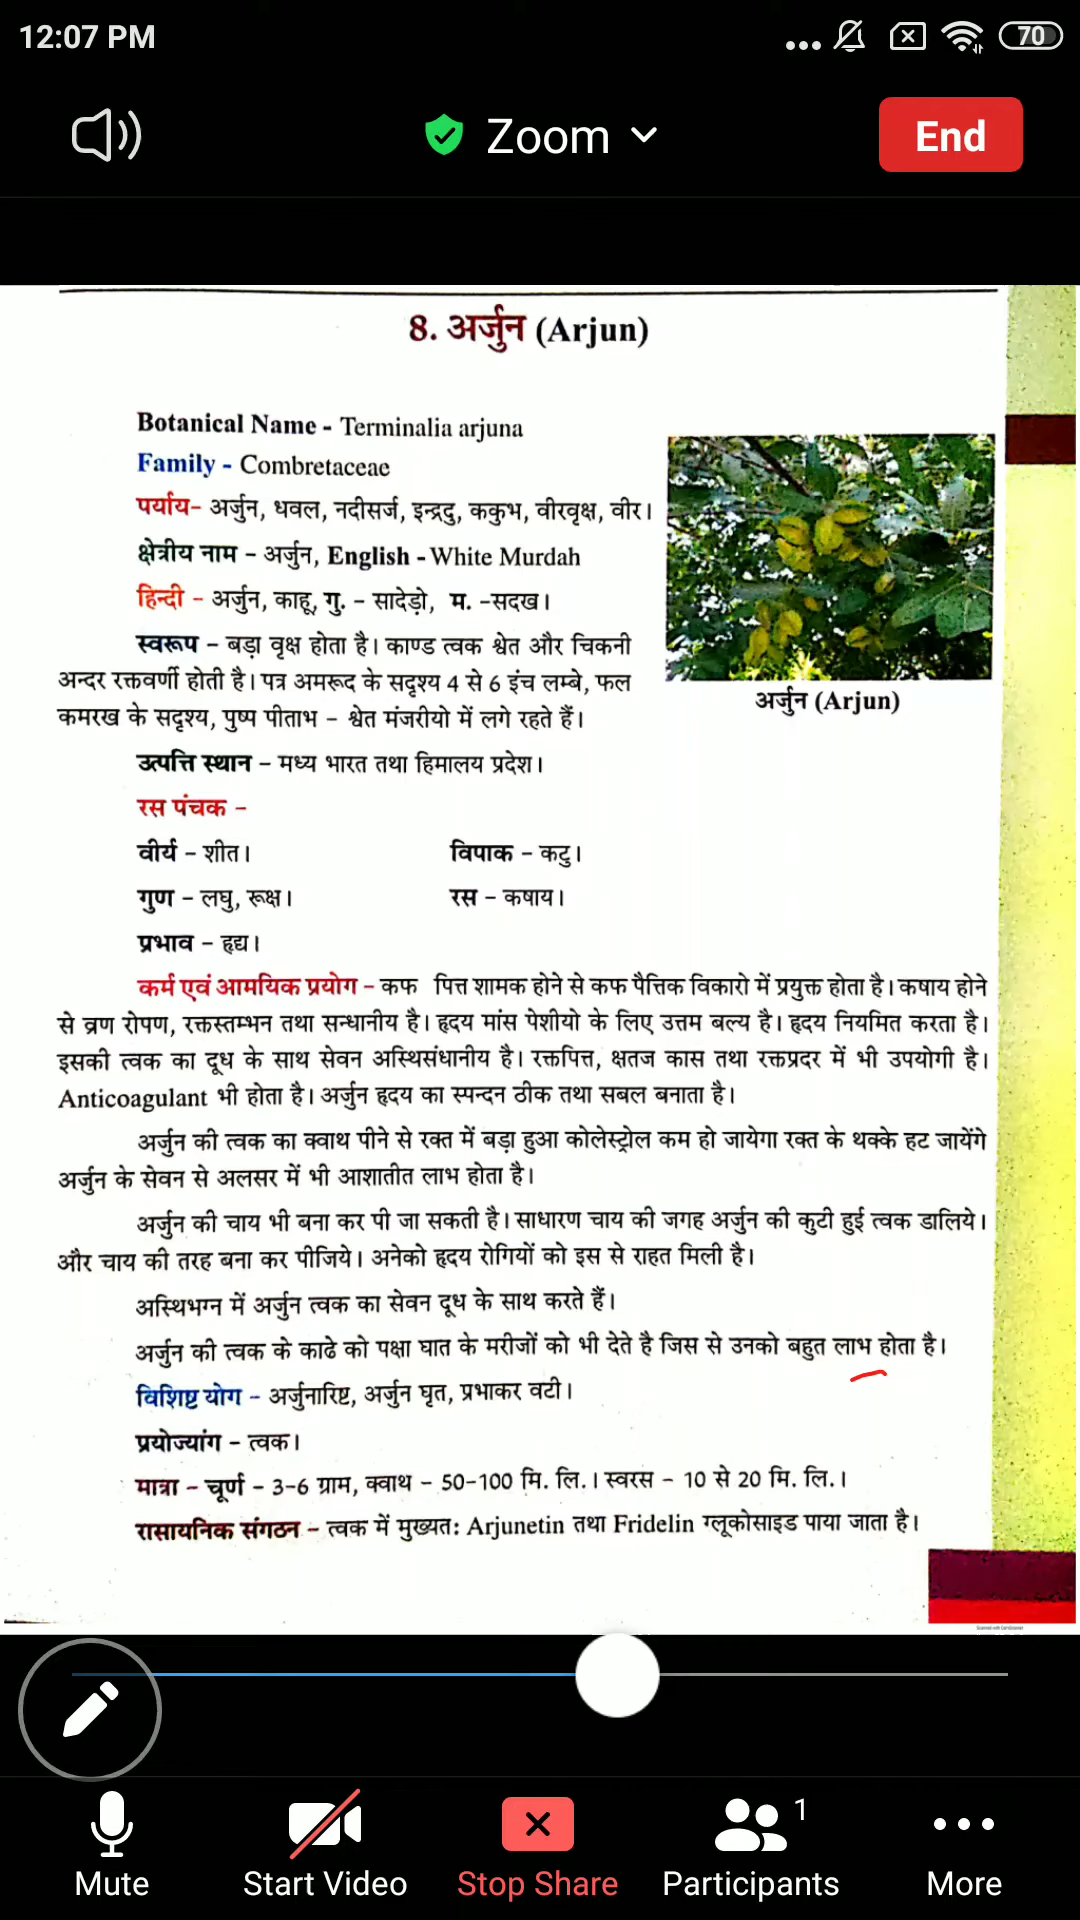 12:07 PM
70
Zoom
End
8. अर्जुन (Arjun)
Botanical Name - Terminalia arjuna
Family - Combretaceae
पर्याय- अर्जुन, धवल, नदीसर्ज, इन्द्रदु, ककुभ, वीरवृक्ष, वीर।
क्षेत्रीय नाम - अर्जुन, English - White Murdah
हिन्दी - अर्जुन, काहू, गु. - सादेड़ो, म. -सदख।
स्वरूप - बड़ा वृक्ष होता है। काण्ड त्वक श्वेत और चिकनी
अन्दर रक्तवर्णी होती है। पत्र अमरूद के सदृश्य 4 से 6 इंच लम्बे, फल
कमरख के सदृश्य, पुष्प पीताभ - श्वेत मंजरीयो में लगे रहते हैं।
अर्जुन (Arjun)
उत्पत्ति स्थान - मध्य भारत तथा हिमालय प्रदेश।
रस पंचक -
वीर्य - शीत। विपाक - कटु।
गुण - लघु, रूक्ष। रस - कषाय।
प्रभाव - हृद्य।
कर्म एवं आमयिक प्रयोग - कफ पित्त शामक होने से कफ पैत्तिक विकारो में प्रयुक्त होता है। कषाय होने
से व्रण रोपण, रक्तस्तम्भन तथा सन्धानीय है। हृदय मांस पेशीयो के लिए उत्तम बल्य है। हृदय नियमित करता है।
इसकी त्वक का दूध के साथ सेवन अस्थिसंधानीय है। रक्तपित्त, क्षतज कास तथा रक्तप्रदर में भी उपयोगी है।
Anticoagulant भी होता है। अर्जुन हृदय का स्पन्दन ठीक तथा सबल बनाता है।
अर्जुन की त्वक का क्वाथ पीने से रक्त में बड़ा हुआ कोलेस्ट्रोल कम हो जायेगा रक्त के थक्के हट जायेंगे
अर्जुन के सेवन से अलसर में भी आशातीत लाभ होता है।
अर्जुन की चाय भी बना कर पी जा सकती है। साधारण चाय की जगह अर्जुन की कुटी हुई त्वक डालिये।
और चाय की तरह बना कर पीजिये। अनेको हृदय रोगियों को इस से राहत मिली है।
अस्थिभग्न में अर्जुन त्वक का सेवन दूध के साथ करते हैं।
अर्जुन की त्वक के काढे को पक्षा घात के मरीजों को भी देते है जिस से उनको बहुत लाभ होता है।
विशिष्ट योग - अर्जुनारिष्ट, अर्जुन घृत, प्रभाकर वटी।
प्रयोज्यांग - त्वक।
मात्रा - चूर्ण - 3-6 ग्राम, क्वाथ - 50-100 मि. लि.। स्वरस - 10 से 20 मि. लि.।
रासायनिक संगठन - त्वक में मुख्यत: Arjunetin तथा Fridelin ग्लूकोसाइड पाया जाता है।
1
Mute
Start Video
Stop Share
Participants
More